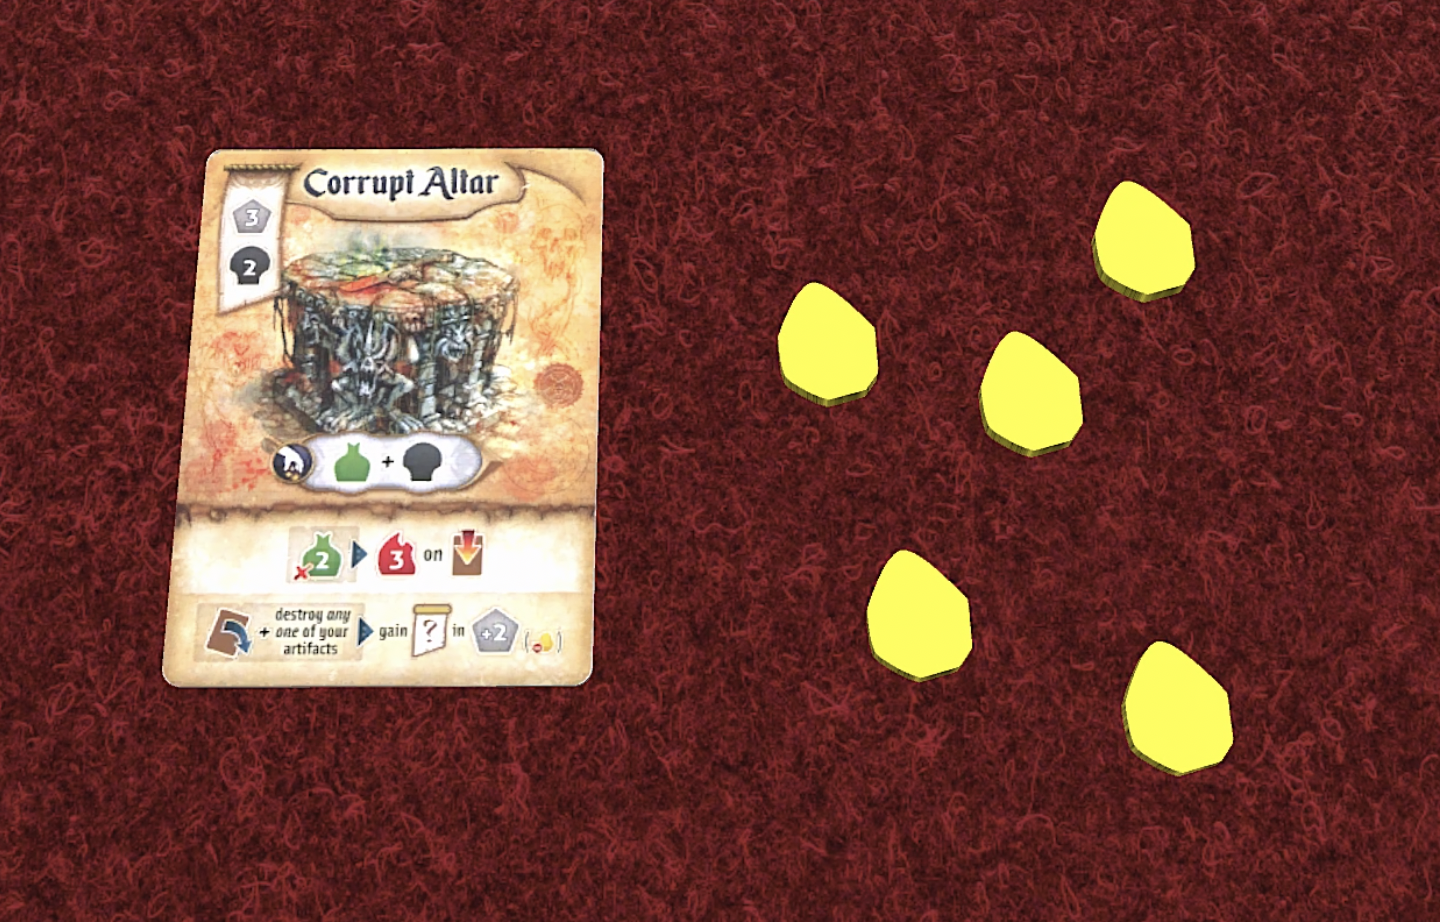 Corrupt Altar
3
2
+
2 3 on
+ destroy any one of your artifacts gain ? in +2 ( )